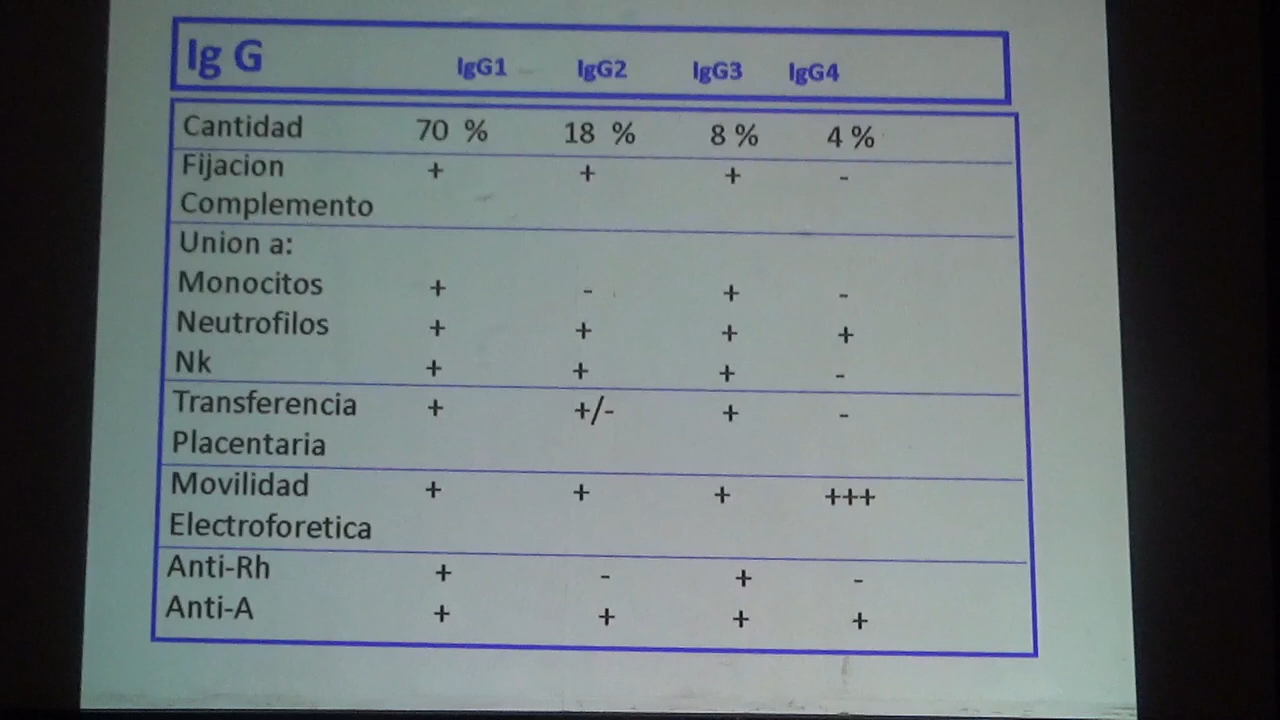 Ig G IgG1 IgG2 IgG3 IgG4
Cantidad 70 % 18 % 8 % 4 %
Fijacion + + + -
Complemento
Union a:
Monocitos + - + -
Neutrofilos + + + +
Nk + + + -
Transferencia + +/- + -
Placentaria
Movilidad + + + +++
Electroforetica
Anti-Rh + - + -
Anti-A + + + +